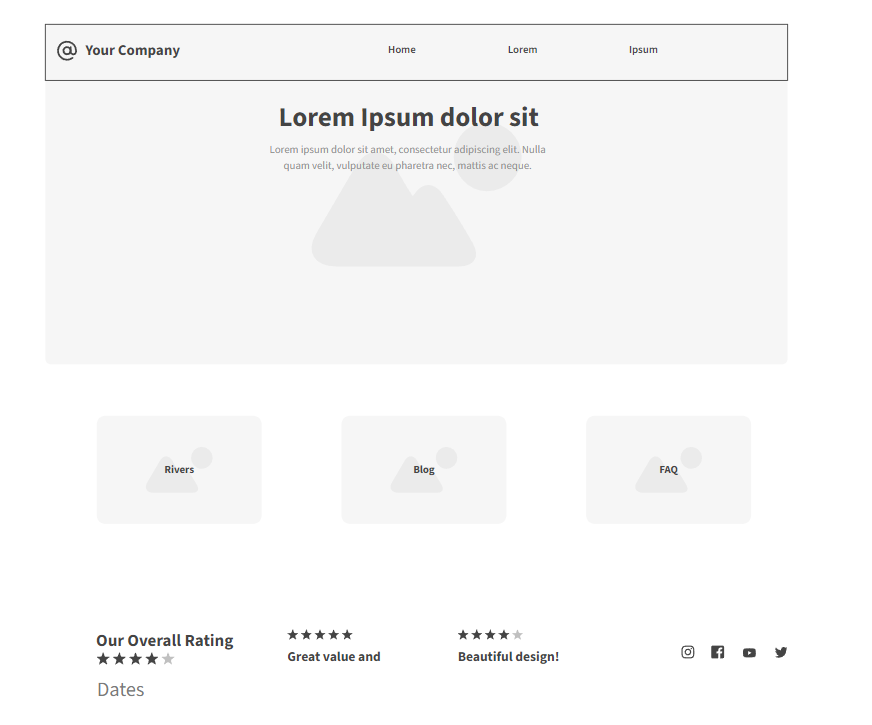 Your Company
Home
Lorem
Ipsum
Lorem Ipsum dolor sit
Lorem ipsum dolor sit amet, consectetur adipiscing elit. Nulla
quam velit, vulputate eu pharetra nec, mattis ac neque.
Rivers
Blog
FAQ
Our Overall Rating
Great value and
Beautiful design!
Dates